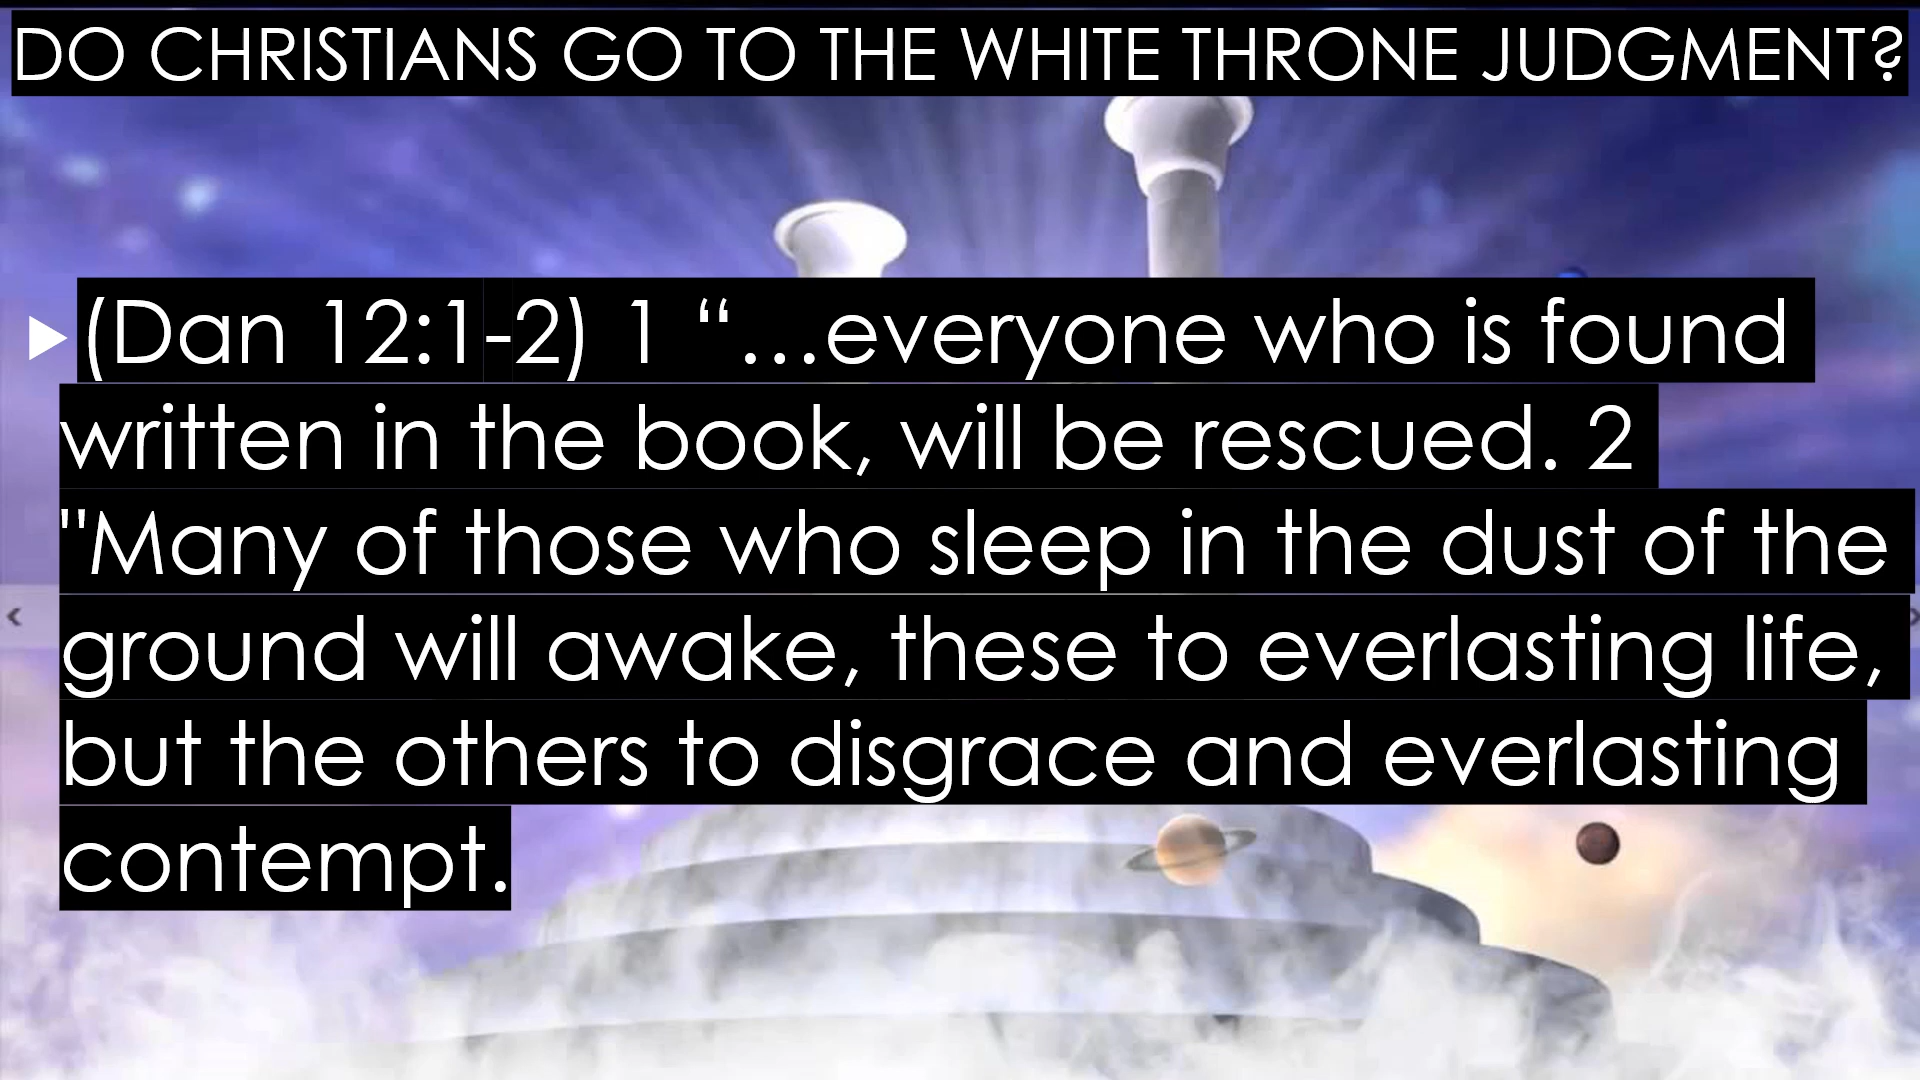 DO CHRISTIANS GO TO THE WHITE THRONE JUDGMENT?
(Dan 12:1-2) 1 “…everyone who is found
written in the book, will be rescued. 2
"Many of those who sleep in the dust of the
ground will awake, these to everlasting life,
but the others to disgrace and everlasting
contempt.